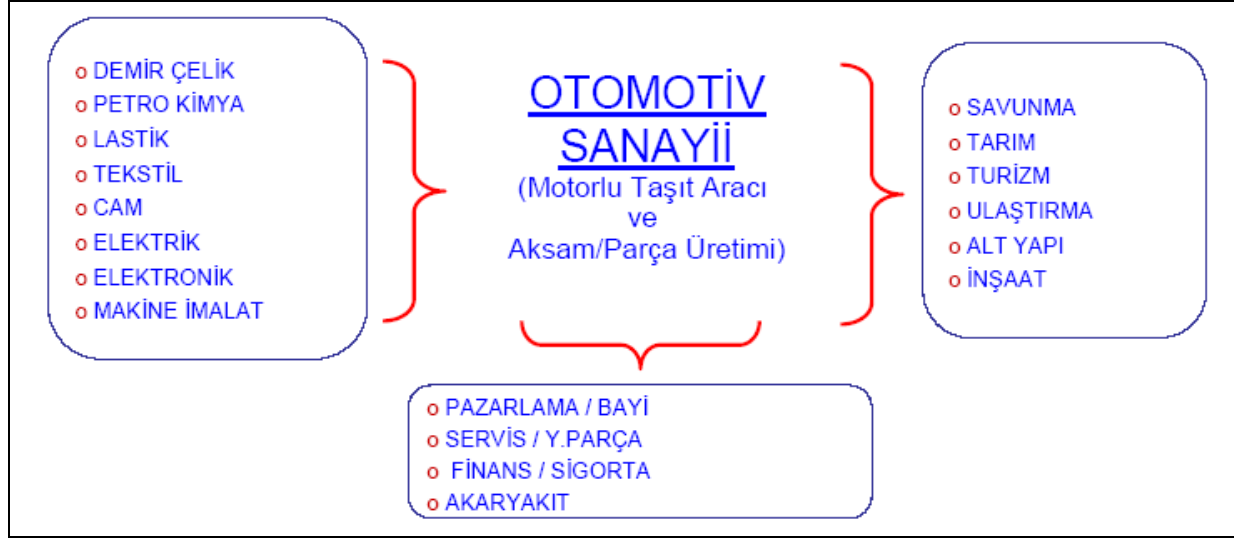 o DEMİR ÇELİK
o PETRO KİMYA
o LASTİK
o TEKSTİL
o CAM
o ELEKTRİK
o ELEKTRONİK
o MAKİNE İMALAT
OTOMOTİV
SANAYİİ
(Motorlu Taşıt Aracı
ve
Aksam/Parça Üretimi)
o SAVUNMA
o TARIM
o TURİZM
o ULAŞTIRMA
o ALT YAPI
o İNŞAAT
o PAZARLAMA / BAYİ
o SERVİS / Y.PARÇA
o FİNANS / SİGORTA
o AKARYAKIT